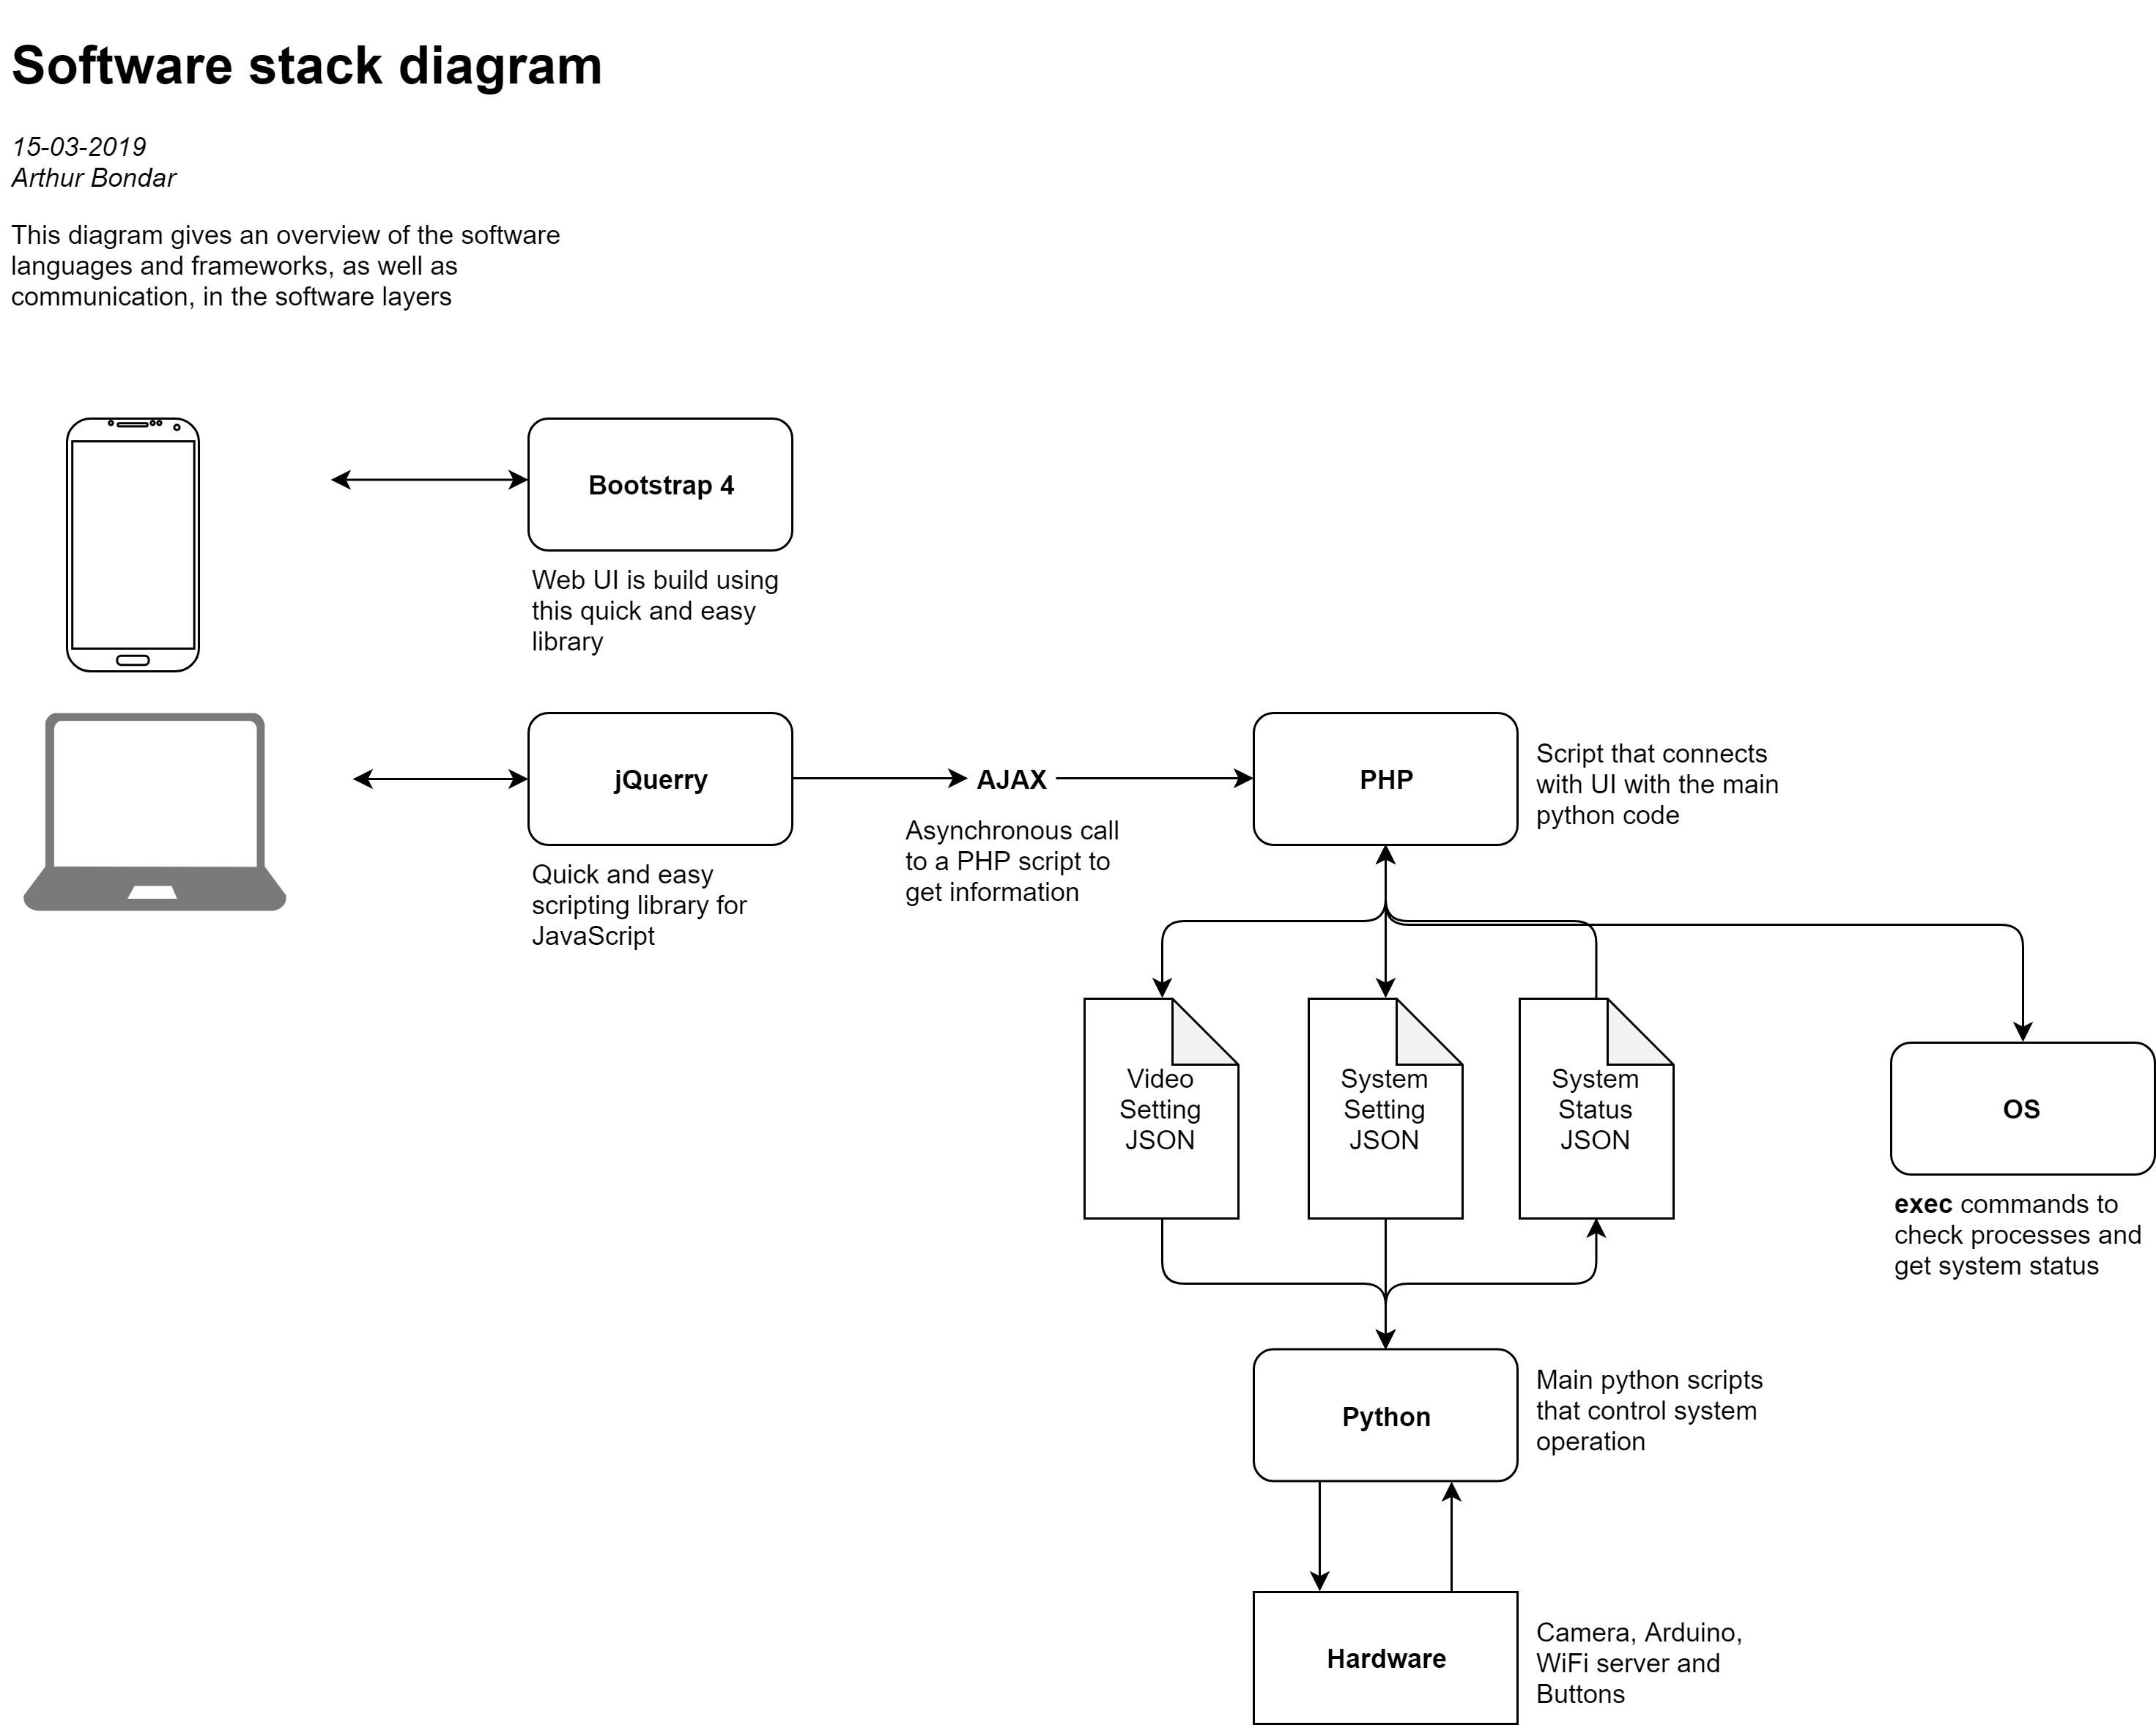 Software stack diagram
15-03-2019
Arthur Bondar
This diagram gives an overview of the software
languages and frameworks, as well as
communication, in the software layers
Bootstrap 4
Web UI is build using
this quick and easy
library
jQuerry
Quick and easy
scripting library for
JavaScript
AJAX
Asynchronous call
to a PHP script to
get information
PHP
Script that connects
with UI with the main
python code
Video
Setting
JSON
System
Setting
JSON
System
Status
JSON
OS
exec commands to
check processes and
get system status
Python
Main python scripts
that control system
operation
Hardware
Camera, Arduino,
WiFi server and
Buttons